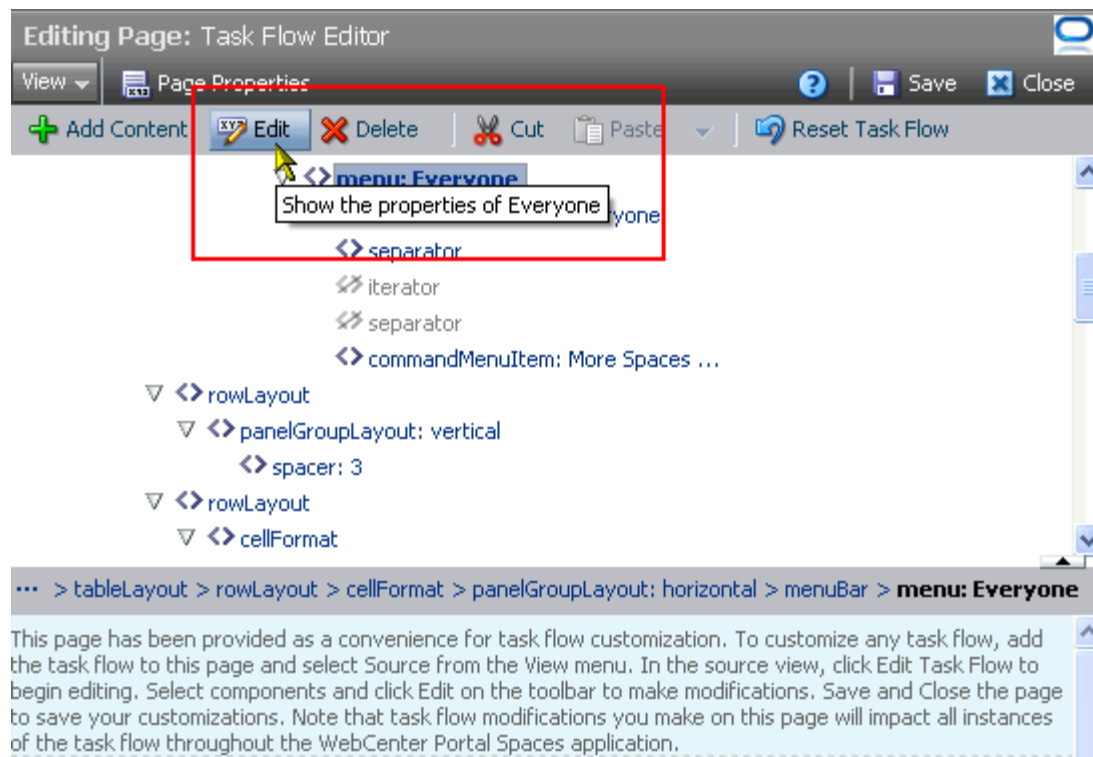 Editing Page: Task Flow Editor
View Page Properties ? Save Close
Add Content Edit Delete Cut Paste Reset Task Flow
menu: Everyone
Show the properties of Everyone yone
separator
iterator
separator
commandMenuItem: More Spaces ...
rowLayout
panelGroupLayout: vertical
spacer: 3
rowLayout
cellFormat
... > tableLayout > rowLayout > cellFormat > panelGroupLayout: horizontal > menuBar > menu: Everyone
This page has been provided as a convenience for task flow customization. To customize any task flow, add
the task flow to this page and select Source from the View menu. In the source view, click Edit Task Flow to
begin editing. Select components and click Edit on the toolbar to make modifications. Save and Close the page
to save your customizations. Note that task flow modifications you make on this page will impact all instances
of the task flow throughout the WebCenter Portal Spaces application.